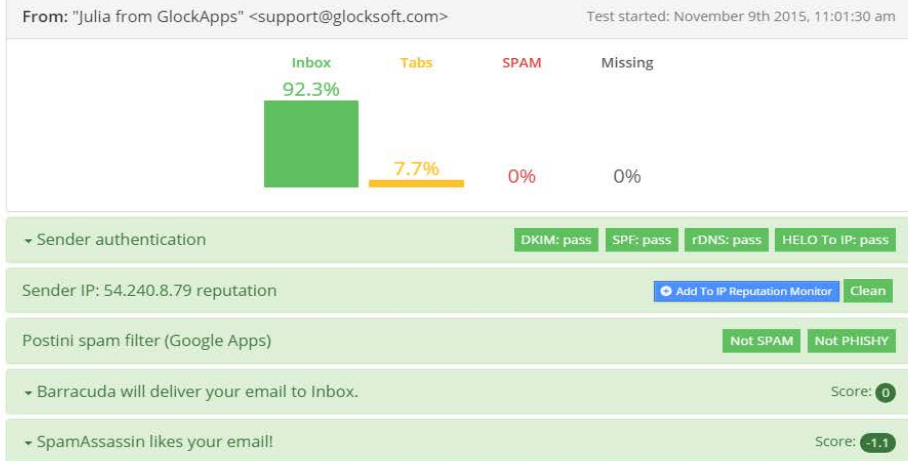 From: "Julia from GlockApps" <support@glocksoft.com> Test started: November 9th 2015, 11:01:30 am
Inbox Tabs SPAM Missing
92.3%
7.7% 0% 0%
Sender authentication DKIM: pass SPF: pass rDNS: pass HELO To IP: pass
Sender IP: 54.240.8.79 reputation Add To IP Reputation Monitor Clean
Postini spam filter (Google Apps) Not SPAM Not PHISHY
Barracuda will deliver your email to Inbox. Score: 0
SpamAssassin likes your email! Score: -1.1